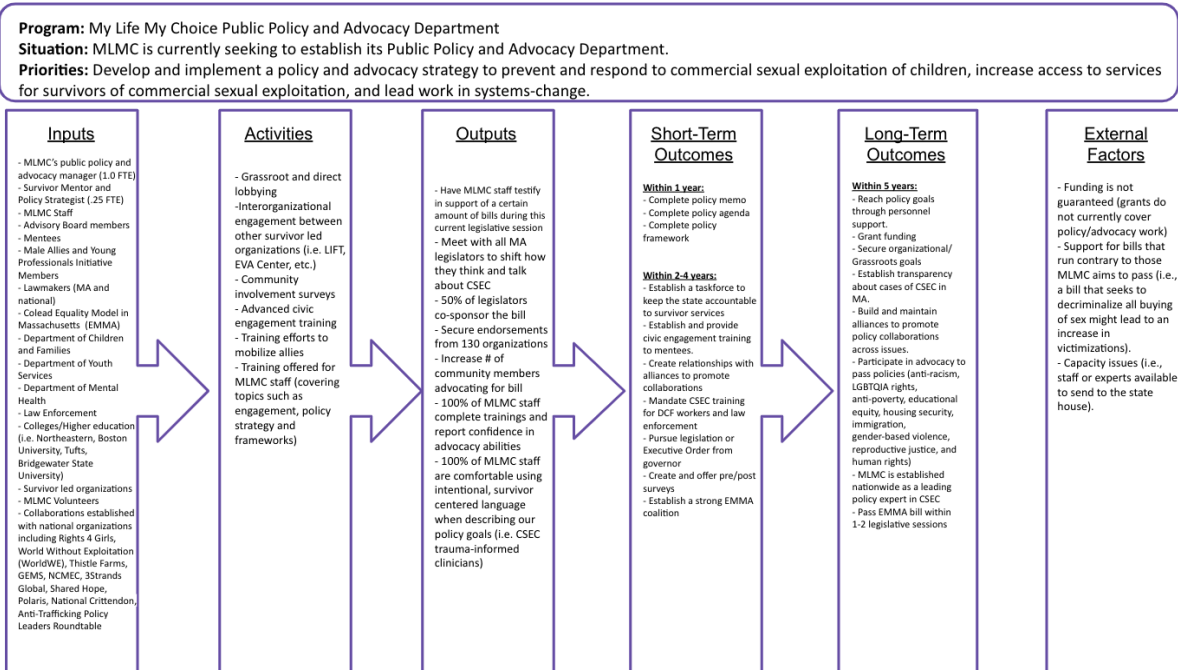 Program: My Life My Choice Public Policy and Advocacy Department
Situation: MLMC is currently seeking to establish its Public Policy and Advocacy Department.
Priorities: Develop and implement a policy and advocacy strategy to prevent and respond to commercial sexual exploitation of children, increase access to services
for survivors of commercial sexual exploitation, and lead work in systems-change.
Inputs
- MLMC's public policy and
advocacy manager (1.0 FTE)
- Survivor Mentor and
Policy Strategist (.25 FTE)
- MLMC Staff
- Advisory Board members
- Mentees
- Male Allies and Young
Professionals Initiative
Members
- Lawmakers (MA and
national)
- Colead Equality Model in
Massachusetts (EMMA)
- Department of Children
and Families
- Department of Youth
Services
- Department of Mental
Health
- Law Enforcement
- Colleges/Higher education
(i.e. Northeastern, Boston
University, Tufts,
Bridgewater State
University)
- Survivor led organizations
- MLMC Volunteers
- Collaborations established
with national organizations
including Rights 4 Girls,
World Without Exploitation
(WorldWE), Thistle Farms,
GEMS, NCMEC, 3Strands
Global, Shared Hope,
Polaris, National Crittendon,
Anti-Trafficking Policy
Leaders Roundtable
Activities
- Grassroot and direct
lobbying
-Interorganizational
engagement between
other survivor led
organizations (i.e. LIFT,
EVA Center, etc.)
- Community
involvement surveys
- Advanced civic
engagement training
- Training efforts to
mobilize allies
- Training offered for
MLMC staff (covering
topics such as
engagement, policy
strategy and
frameworks)
Outputs
- Have MLMC staff testify
in support of a certain
amount of bills during this
current legislative session
- Meet with all MA
legislators to shift how
they think and talk
about CSEC
- 50% of legislators
co-sponsor the bill
- Secure endorsements
from 130 organizations
- Increase # of
community members
advocating for bill
- 100% of MLMC staff
complete trainings and
report confidence in
advocacy abilities
- 100% of MLMC staff
are comfortable using
intentional, survivor
centered language
when describing our
policy goals (i.e. CSEC
trauma-informed
clinicians)
Short-Term
Outcomes
Within 1 year:
- Complete policy memo
- Complete policy agenda
- Complete policy
framework
Within 2-4 years:
- Establish a taskforce to
keep the state accountable
to survivor services
- Establish and provide
civic engagement training
to mentees.
- Create relationships with
alliances to promote
collaborations
- Mandate CSEC training
for DCF workers and law
enforcement
- Pursue legislation or
Executive Order from
governor
- Create and offer pre/post
surveys
- Establish a strong EMMA
coalition
Long-Term
Outcomes
Within 5 years:
- Reach policy goals
through personnel
support.
- Grant funding
- Secure organizational/
Grassroots goals
- Establish transparency
about cases of CSEC in
MA.
- Build and maintain
alliances to promote
policy collaborations
across issues.
- Participate in advocacy to
pass policies (anti-racism,
LGBTQIA rights,
anti-poverty, educational
equity, housing security,
immigration,
gender-based violence,
reproductive justice, and
human rights)
- MLMC is established
nationwide as a leading
policy expert in CSEC
- Pass EMMA bill within
1-2 legislative sessions
External
Factors
- Funding is not
guaranteed (grants do
not currently cover
policy/advocacy work)
- Support for bills that
run contrary to those
MLMC aims to pass (i.e.,
a bill that seeks to
decriminalize all buying
of sex might lead to an
increase in
victimizations).
- Capacity issues (i.e.,
staff or experts available
to send to the state
house).